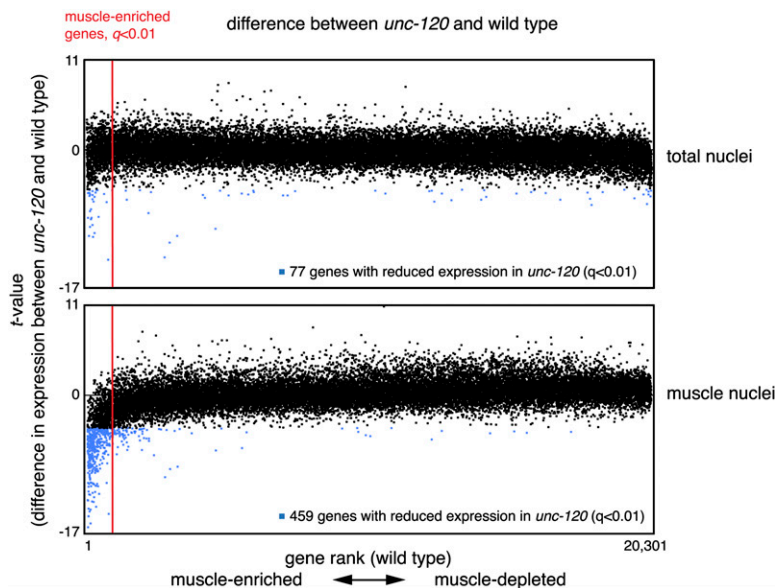 muscle-enriched
genes, q<0.01
difference between unc-120 and wild type
t-value
(difference in expression between unc-120 and wild type)
11
0
-17
total nuclei
77 genes with reduced expression in unc-120 (q<0.01)
11
0
-17
muscle nuclei
459 genes with reduced expression in unc-120 (q<0.01)
1
gene rank (wild type)
20,301
muscle-enriched
muscle-depleted